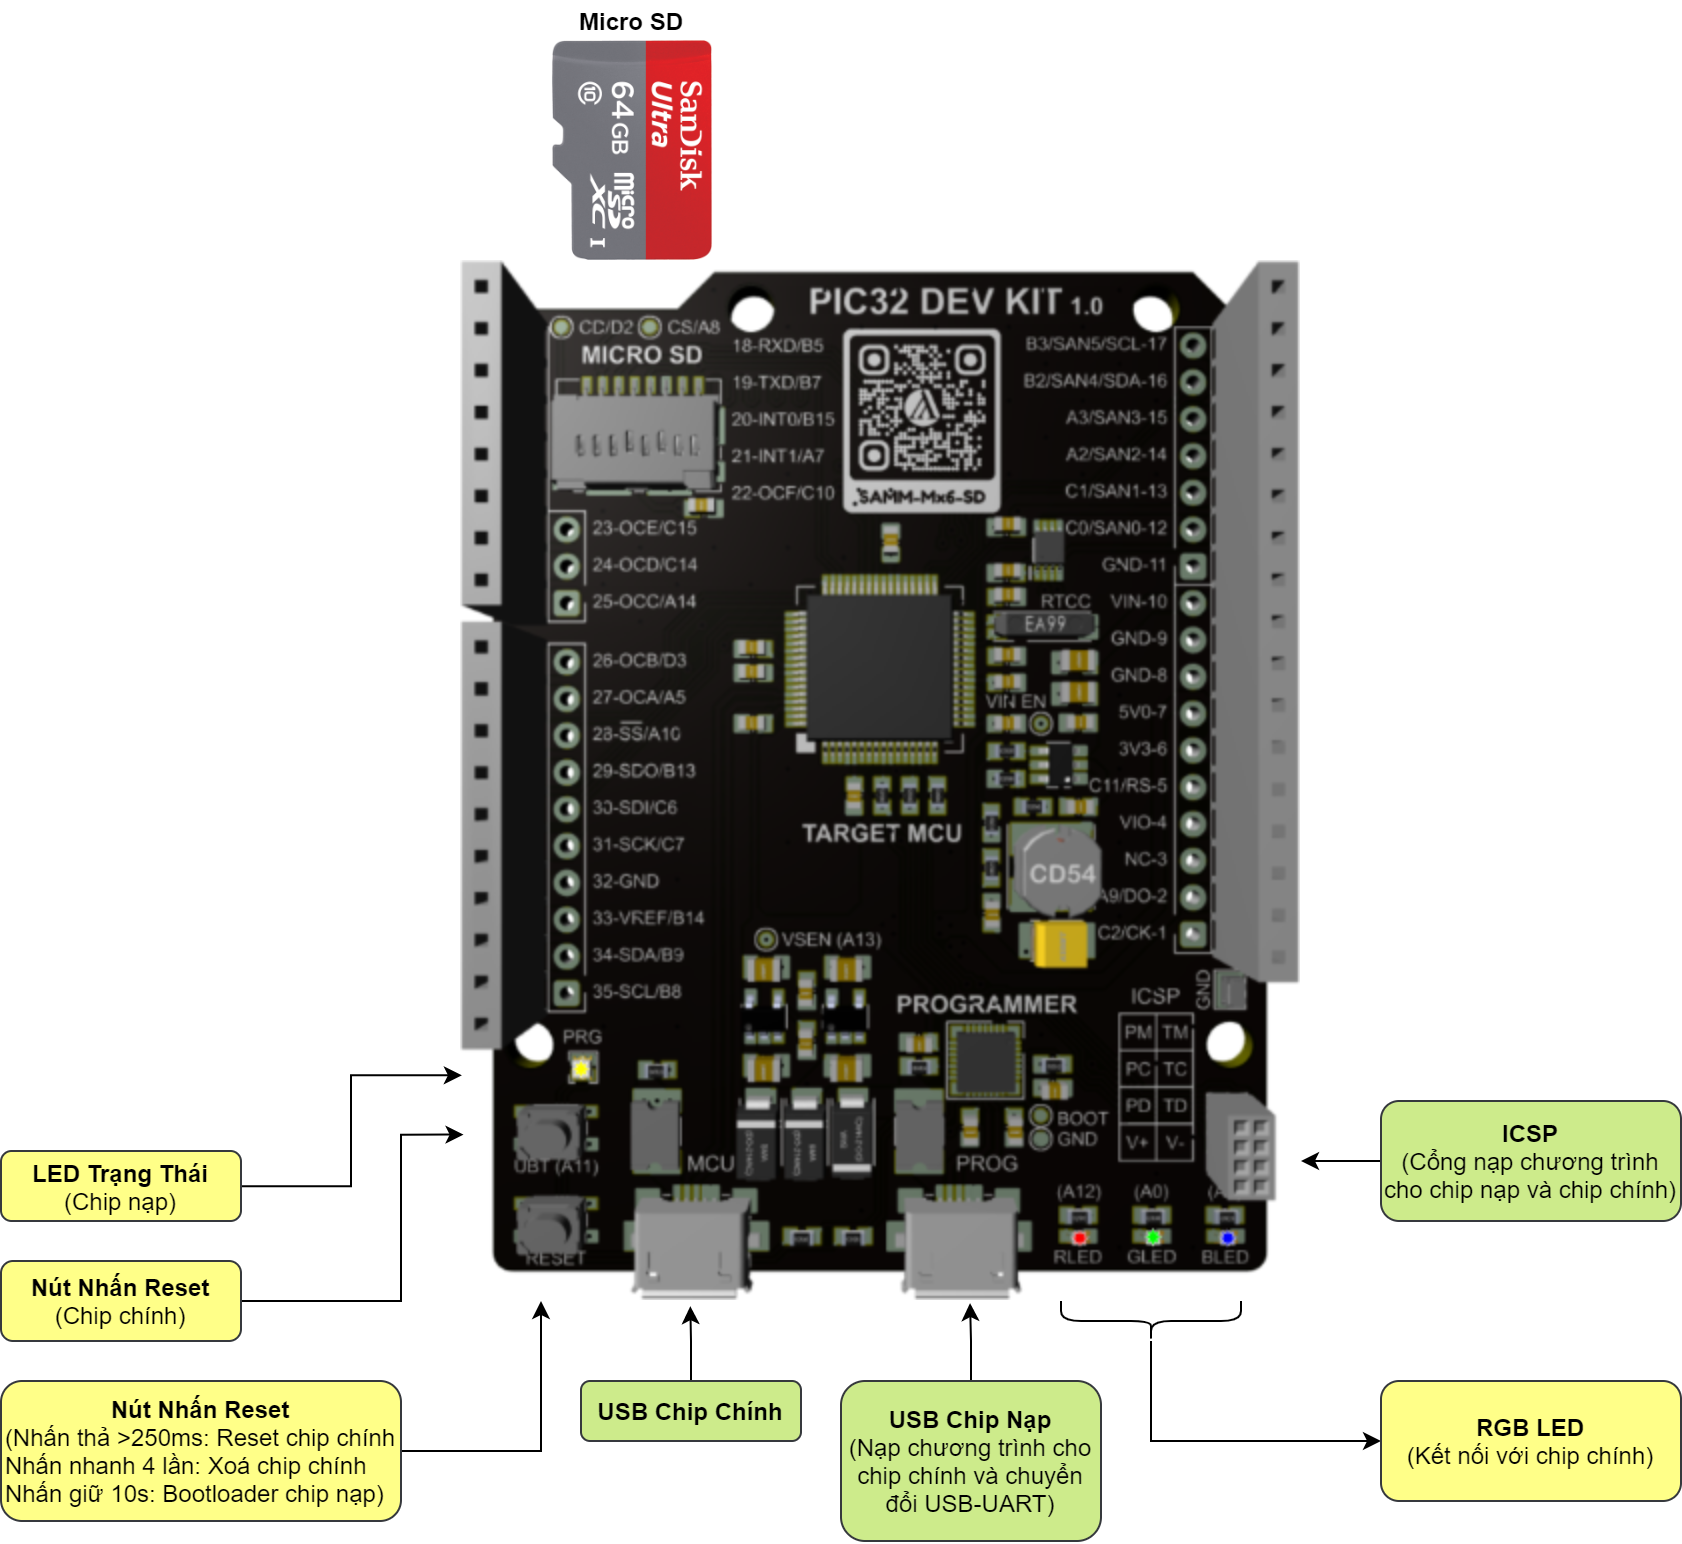 Micro SD
SanDisk
Ultra
64GB
10
micro
SD
XC I
PIC32 DEV KIT 1.0
CD/D2
CS/A8
MICRO SD
18-RXD/B5
19-TXD/B7
20-INT0/B15
21-INT1/A7
22-OCF/C10
23-OCE/C15
24-OCD/C14
25-OCC/A14
26-OCB/D3
27-OCA/A5
28-SS/A10
29-SDO/B13
30-SDI/C6
31-SCK/C7
32-GND
33-VREF/B14
34-SDA/B9
35-SCL/B8
SAMM-Mx6-SD
B3/SAN5/SCL-17
B2/SAN4/SDA-16
A3/SAN3-15
A2/SAN2-14
C1/SAN1-13
C0/SAN0-12
GND-11
VIN-10
GND-9
GND-8
5V0-7
3V3-6
C11/RS-5
VIO-4
NC-3
A9/DO-2
C2/CK-1
RTCC
EA99
VIN EN
TARGET MCU
CD54
VSEN (A13)
PROGRAMMER
ICSP
GND
PM TM
PC TC
PD TD
V+ V-
PRG
UBT (A11)
RESET
MCU
PROG
BOOT
GND
(A12)
(A0)
RLED
GLED
BLED
LED Trạng Thái
(Chip nạp)
Nút Nhấn Reset
(Chip chính)
Nút Nhấn Reset
(Nhấn thả >250ms: Reset chip chính
Nhấn nhanh 4 lần: Xoá chip chính
Nhấn giữ 10s: Bootloader chip nạp)
USB Chip Chính
USB Chip Nạp
(Nạp chương trình cho
chip chính và chuyển
đổi USB-UART)
ICSP
(Cổng nạp chương trình
cho chip nạp và chip chính)
RGB LED
(Kết nối với chip chính)